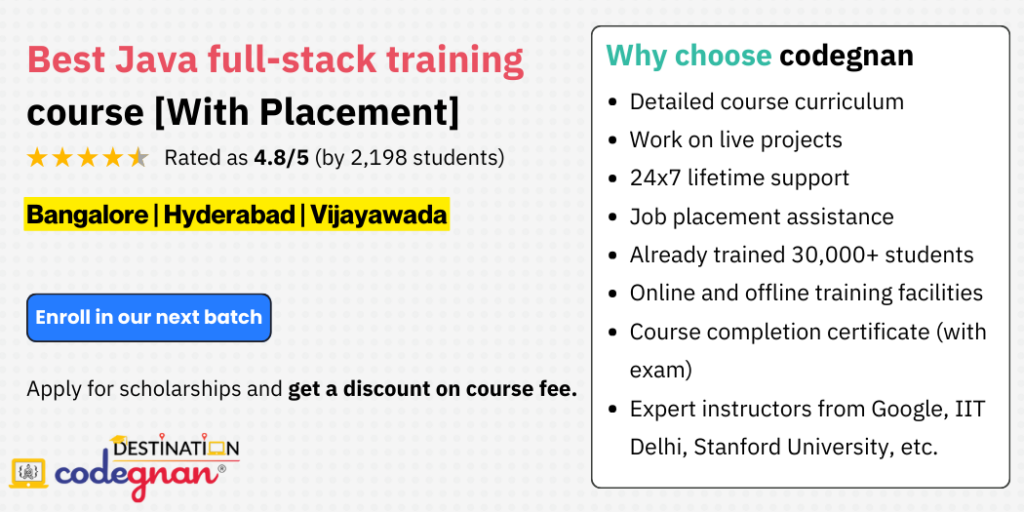 Best Java full-stack training
course [With Placement]
Rated as 4.8/5 (by 2,198 students)
Bangalore | Hyderabad | Vijayawada
Enroll in our next batch
Apply for scholarships and get a discount on course fee.
DESTINATION
codegnan®
Why choose codegnan
• Detailed course curriculum
• Work on live projects
• 24x7 lifetime support
• Job placement assistance
• Already trained 30,000+ students
• Online and offline training facilities
• Course completion certificate (with
exam)
• Expert instructors from Google, IIT
Delhi, Stanford University, etc.